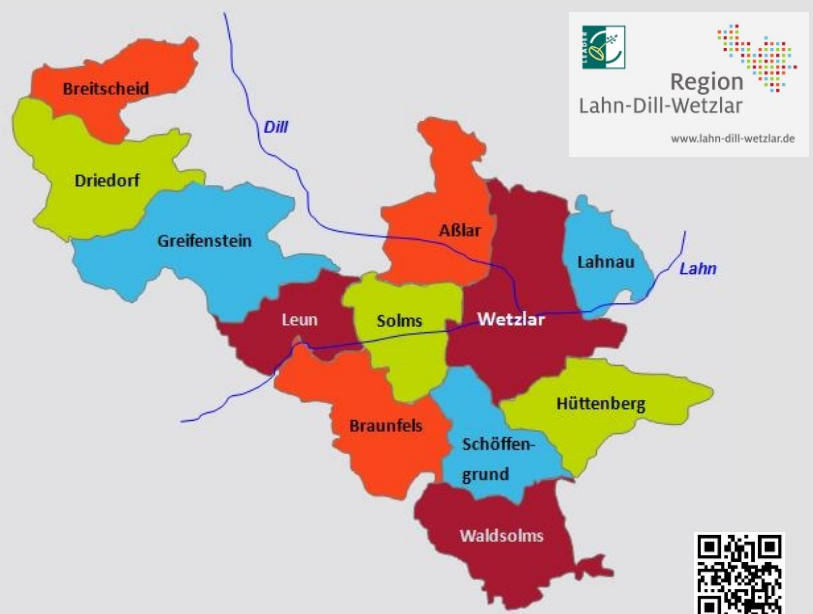 LEADER
Region
Lahn-Dill-Wetzlar
www.lahn-dill-wetzlar.de
Breitscheid
Dill
Driedorf
Aßlar
Greifenstein
Lahnau
Lahn
Leun
Solms
Wetzlar
Hüttenberg
Braunfels
Schöffen-
grund
Waldsolms